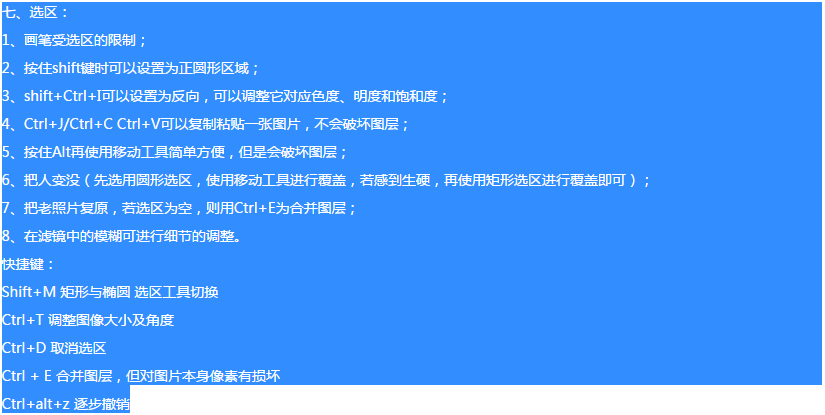 七、选区：
1、画笔受选区的限制；
2、按住shift键时可以设置为正圆形区域；
3、shift+Ctrl+I可以设置为反向，可以调整它对应色度、明度和饱和度；
4、Ctrl+J/Ctrl+C Ctrl+V可以复制粘贴一张图片，不会破坏图层；
5、按住Alt再使用移动工具简单方便，但是会破坏图层；
6、把人变没（先选用圆形选区，使用移动工具进行覆盖，若感到生硬，再使用矩形选区进行覆盖即可）；
7、把老照片复原，若选区为空，则用Ctrl+E为合并图层；
8、在滤镜中的模糊可进行细节的调整。
快捷键：
Shift+M 矩形与椭圆 选区工具切换
Ctrl+T 调整图像大小及角度
Ctrl+D 取消选区
Ctrl + E 合并图层，但对图片本身像素有损坏
Ctrl+alt+z 逐步撤销